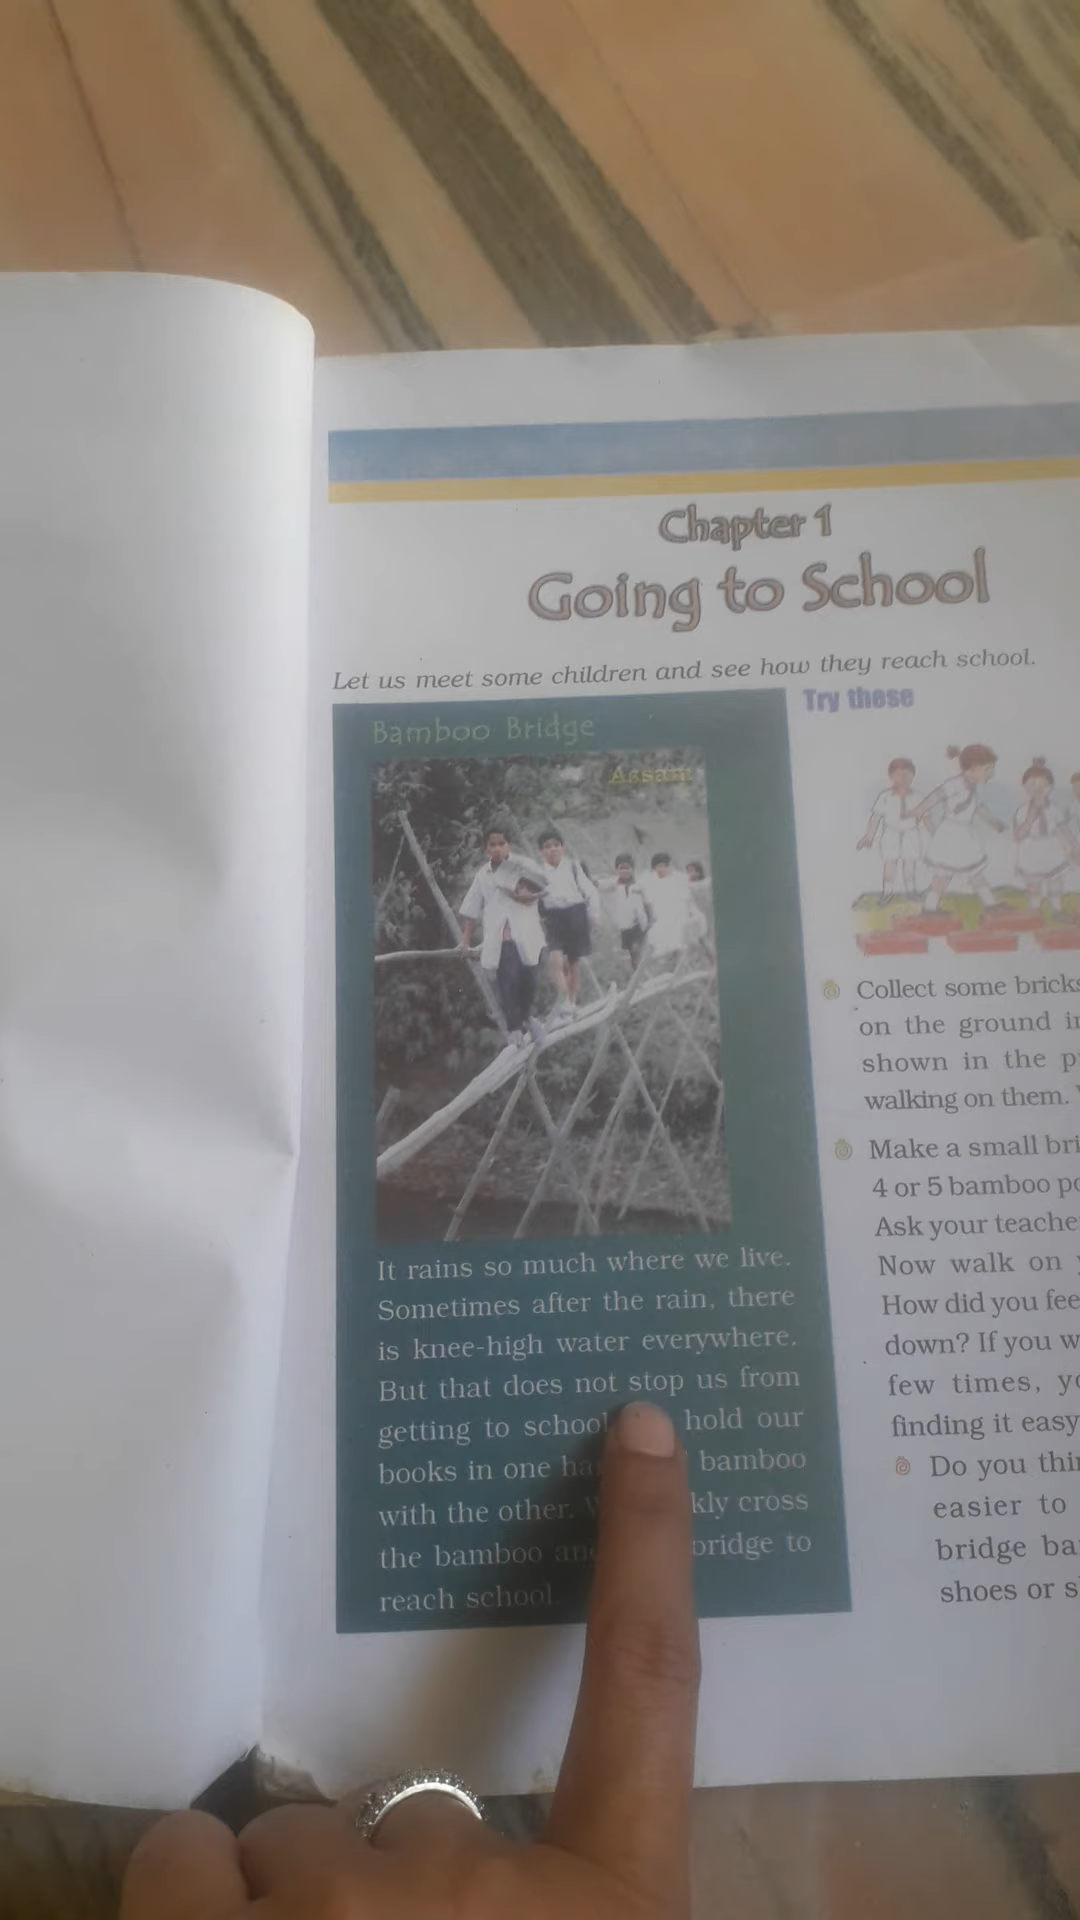 Chapter 1
Going to School
Let us meet some children and see how they reach school.
Bamboo Bridge
Assam
It rains so much where we live.
Sometimes after the rain, there
is knee-high water everywhere.
But that does not stop us from
getting to school hold our
books in one bamboo
with the other. cross
the bamboo bridge to
reach school.
Try these
Collect some bricks
on the ground
shown in the
walking on them.
Make a small
4 or 5 bamboo
Ask your
Now walk on
How did you
down? If you
few times,
finding it easy
Do you
easier to
bridge
shoes or